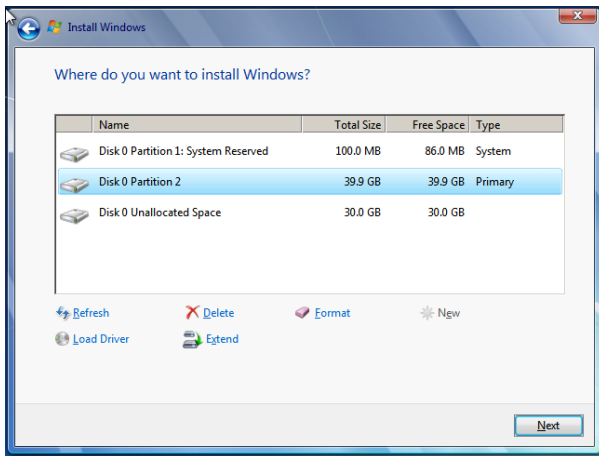 Install Windows
Where do you want to install Windows?
Name Total Size Free Space Type
Disk 0 Partition 1: System Reserved 100.0 MB 86.0 MB System
Disk 0 Partition 2 39.9 GB 39.9 GB Primary
Disk 0 Unallocated Space 30.0 GB 30.0 GB
Refresh Delete Format New
Load Driver Extend
Next